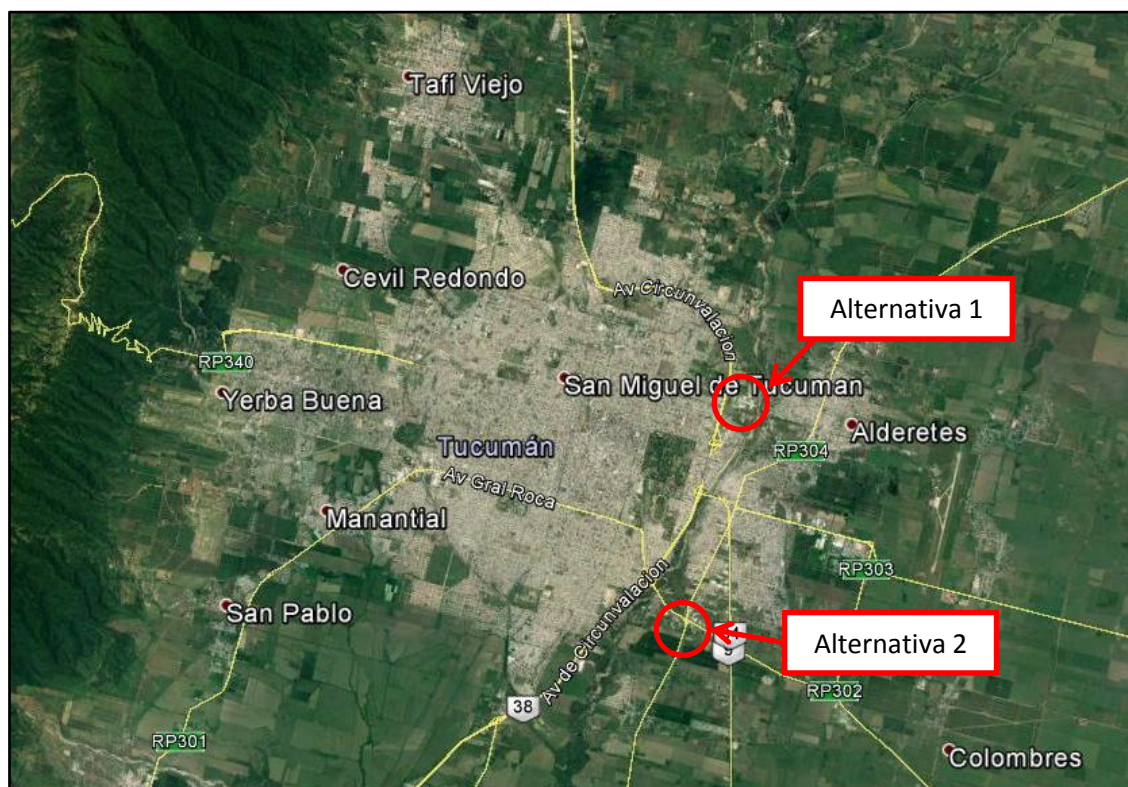 Tafí Viejo
Cevil Redondo
Av Circunvalacion
Alternativa 1
RP340
San Miguel de Tucuman
Yerba Buena
Alderetes
Tucumán
RP304
Av Gral Roca
Manantial
RP303
San Pablo
Av de Circunvalacion
Alternativa 2
9
RP302
38
RP301
Colombres